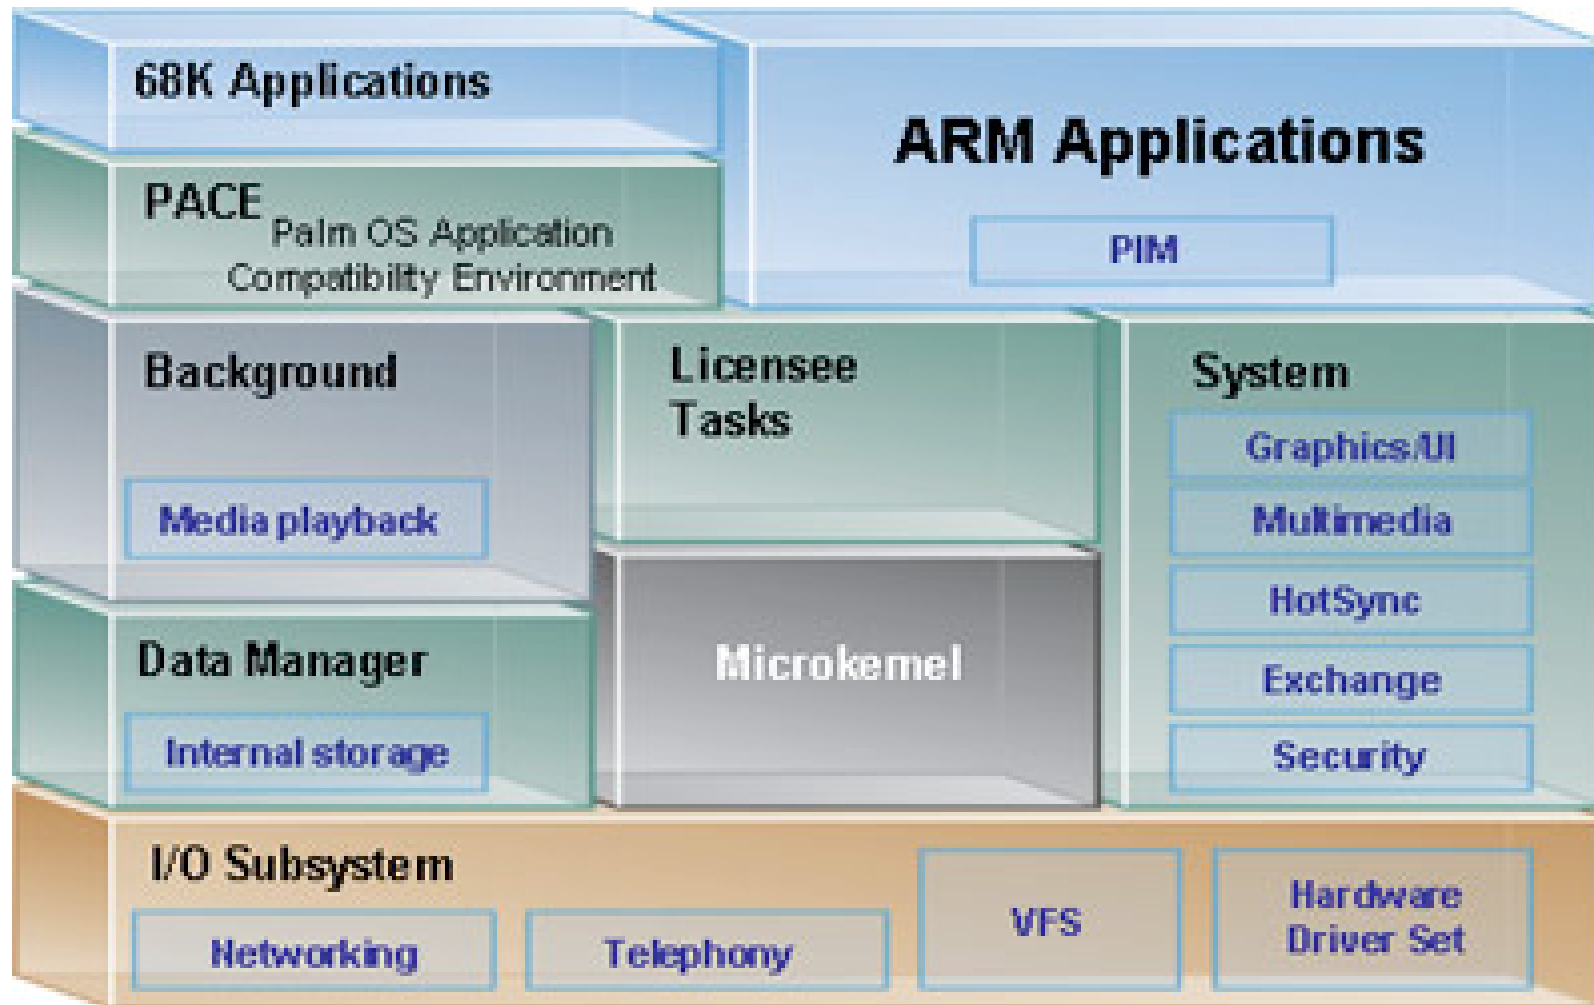 68K Applications
ARM Applications
PIM
PACE
Palm OS Application
Compatibility Environment
Background
Media playback
Licensee
Tasks
System
Graphics/UI
Multimedia
HotSync
Exchange
Security
Data Manager
Internal storage
Microkernel
I/O Subsystem
Networking
Telephony
VFS
Hardware
Driver Set